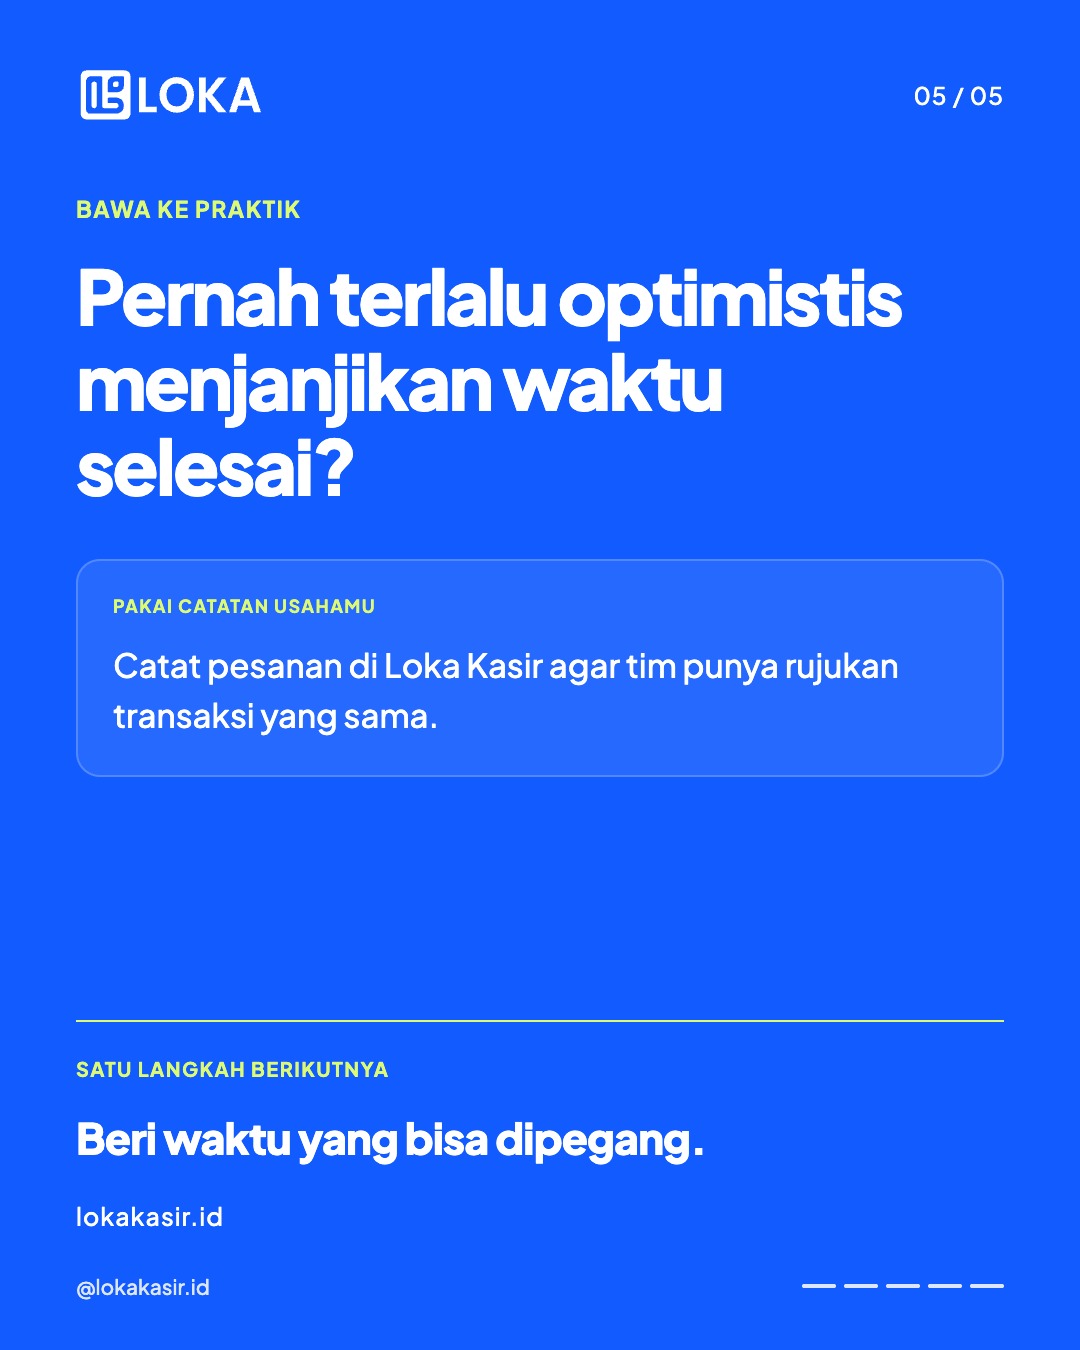 LOKA
05 / 05
BAWA KE PRAKTIK
Pernah terlalu optimistis
menjanjikan waktu
selesai?
PAKAI CATATAN USAHAMU
Catat pesanan di Loka Kasir agar tim punya rujukan
transaksi yang sama.
SATU LANGKAH BERIKUTNYA
Beri waktu yang bisa dipegang.
lokakasir.id
@lokakasir.id